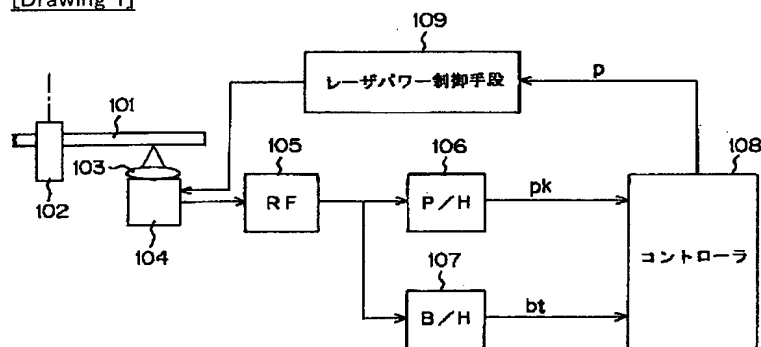 [Drawing 1]
109
レーザパワー制御手段
p
101
103
102
104
105
RF
106
P/H
pk
108
コントローラ
107
B/H
bt